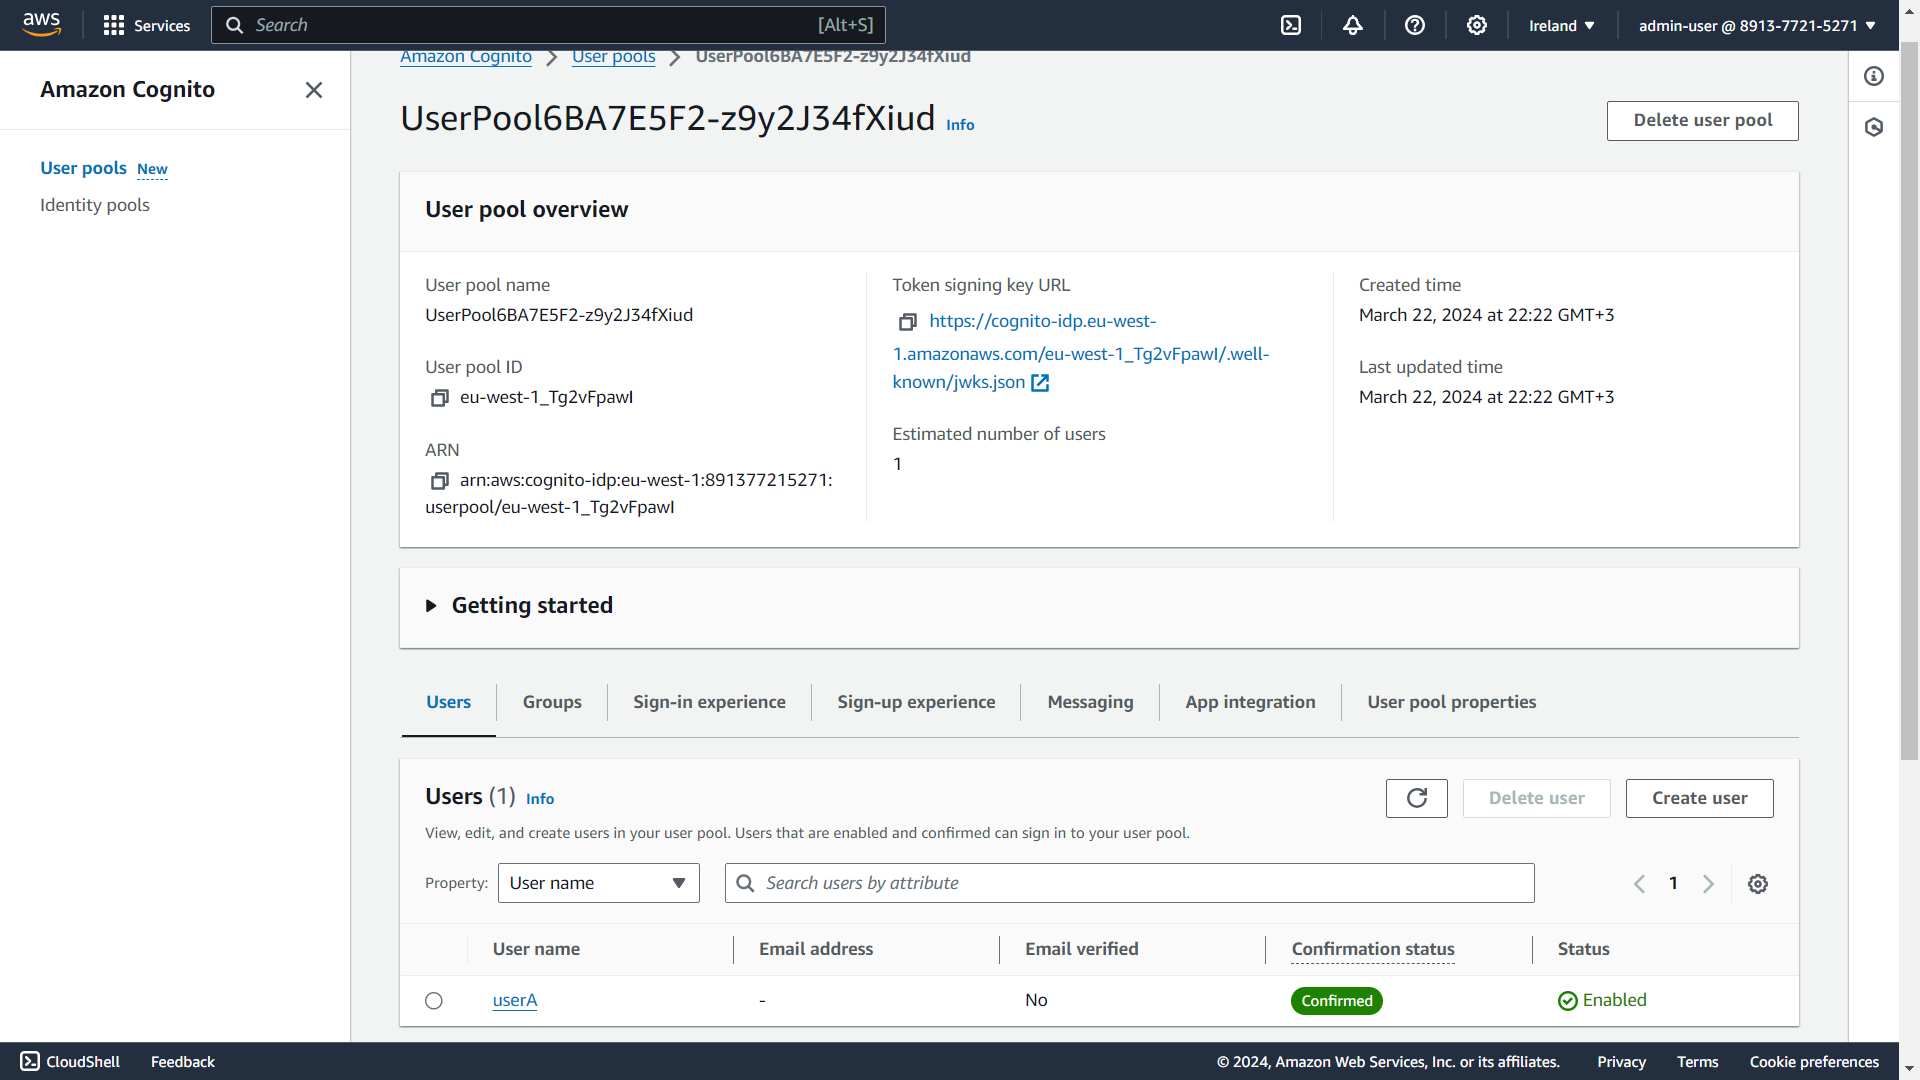 aws
Services
Search
[Alt+S]
Ireland
admin-user @ 8913-7721-5271
Amazon Cognito
User pools
New
Identity pools
Amazon Cognito
User pools
UserPool6BA7E5F2-z9y2J34fXiud
UserPool6BA7E5F2-z9y2J34fXiud
Info
Delete user pool
User pool overview
User pool name
UserPool6BA7E5F2-z9y2J34fXiud
User pool ID
eu-west-1_Tg2vFpawI
ARN
arn:aws:cognito-idp:eu-west-1:891377215271:
userpool/eu-west-1_Tg2vFpawI
Token signing key URL
https://cognito-idp.eu-west-
1.amazonaws.com/eu-west-1_Tg2vFpawI/.well-
known/jwks.json
Estimated number of users
1
Created time
March 22, 2024 at 22:22 GMT+3
Last updated time
March 22, 2024 at 22:22 GMT+3
Getting started
Users
Groups
Sign-in experience
Sign-up experience
Messaging
App integration
User pool properties
Users (1)
Info
Delete user
Create user
View, edit, and create users in your user pool. Users that are enabled and confirmed can sign in to your user pool.
Property:
User name
Search users by attribute
1
User name
Email address
Email verified
Confirmation status
Status
userA
-
No
Confirmed
Enabled
CloudShell
Feedback
© 2024, Amazon Web Services, Inc. or its affiliates.
Privacy
Terms
Cookie preferences